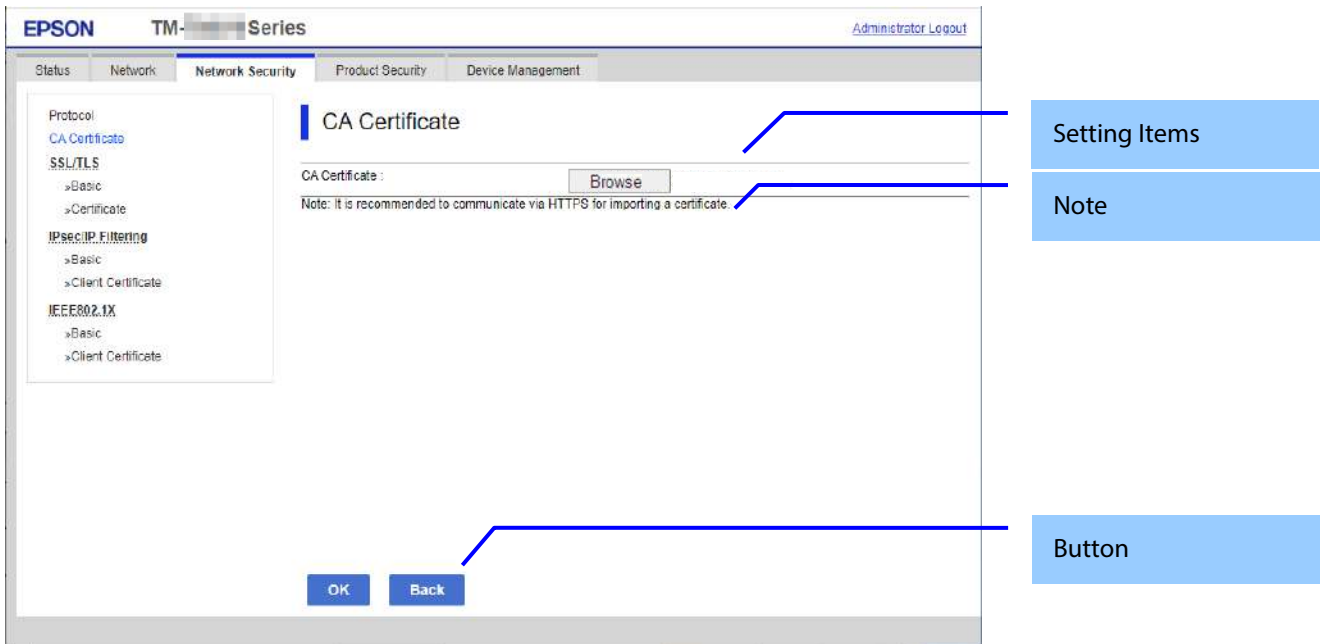 EPSON TM- Series Administrator Logout
Status Network Network Security Product Security Device Management
Protocol
CA Certificate
SSL/TLS
»Basic
»Certificate
IPsec/IP Filtering
»Basic
»Client Certificate
IEEE802.1X
»Basic
»Client Certificate
CA Certificate
CA Certificate : Browse
Note: It is recommended to communicate via HTTPS for importing a certificate.
OK Back
Setting Items
Note
Button